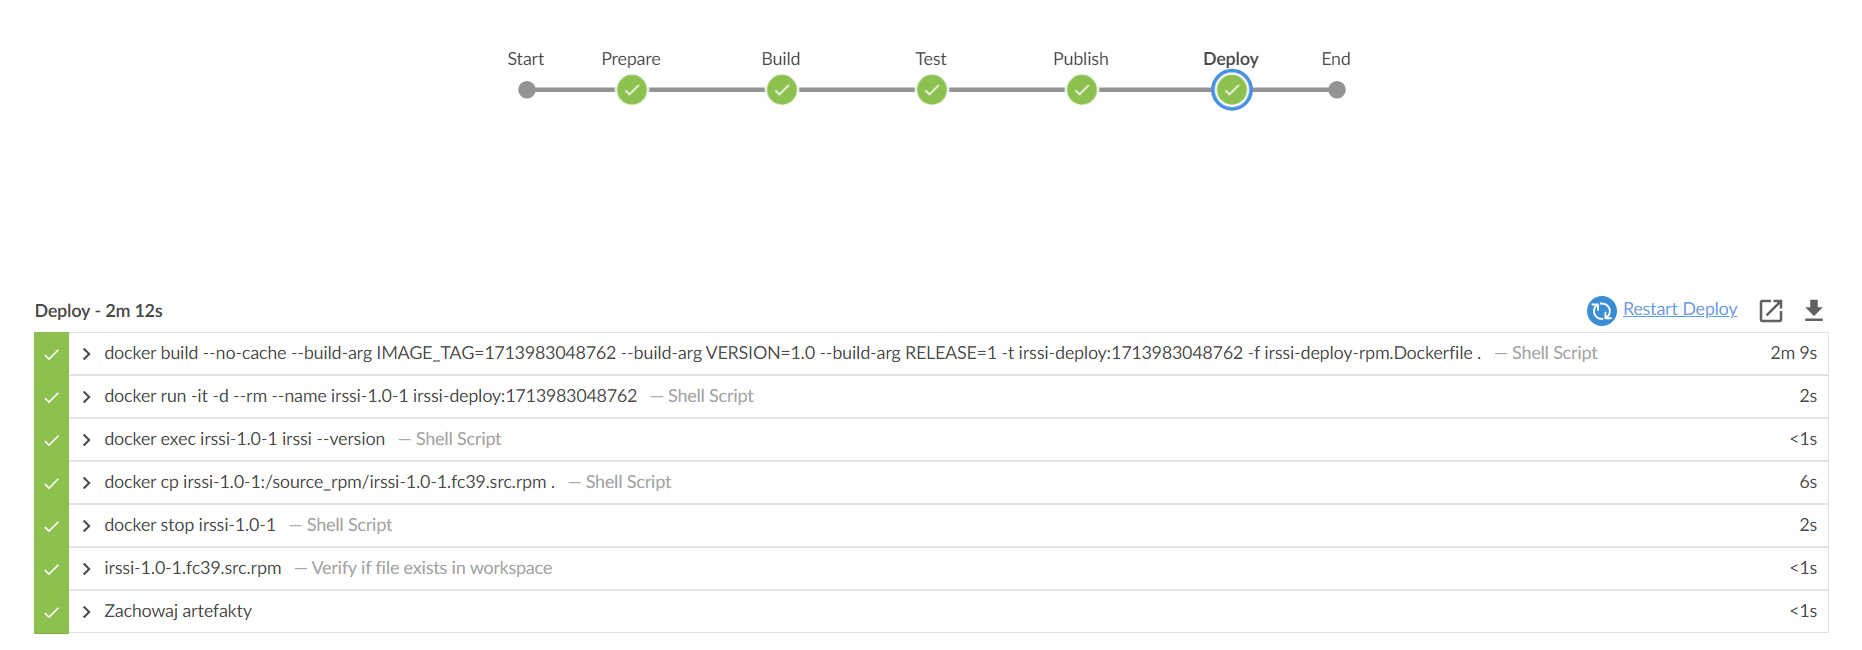 Start Prepare Build Test Publish Deploy End
Deploy - 2m 12s Restart Deploy
docker build --no-cache --build-arg IMAGE_TAG=1713983048762 --build-arg VERSION=1.0 --build-arg RELEASE=1 -t irssi-deploy:1713983048762 -f irssi-deploy-rpm.Dockerfile . — Shell Script 2m 9s
docker run -it -d --rm --name irssi-1.0-1 irssi-deploy:1713983048762 — Shell Script 2s
docker exec irssi-1.0-1 irssi --version — Shell Script <1s
docker cp irssi-1.0-1:/source_rpm/irssi-1.0-1.fc39.src.rpm . — Shell Script 6s
docker stop irssi-1.0-1 — Shell Script 2s
irssi-1.0-1.fc39.src.rpm — Verify if file exists in workspace <1s
Zachowaj artefakty <1s